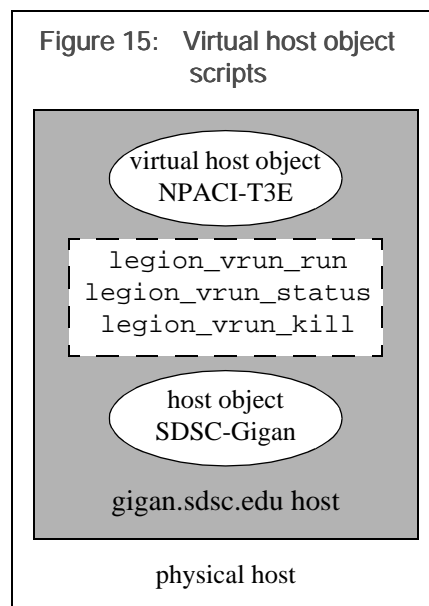 Figure 15: Virtual host object
scripts
virtual host object
NPACI-T3E
legion_vrun_run
legion_vrun_status
legion_vrun_kill
host object
SDSC-Gigan
gigan.sdsc.edu host
physical host